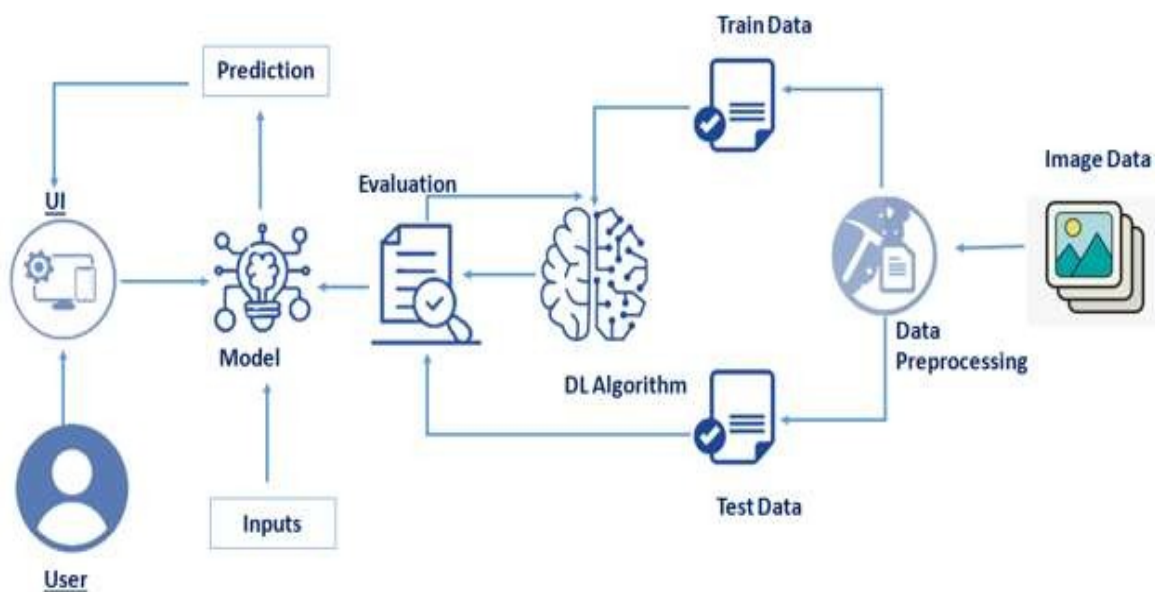 Train Data
Prediction
Image Data
Evaluation
UI
Model
Data
Preprocessing
DL Algorithm
Inputs
Test Data
User